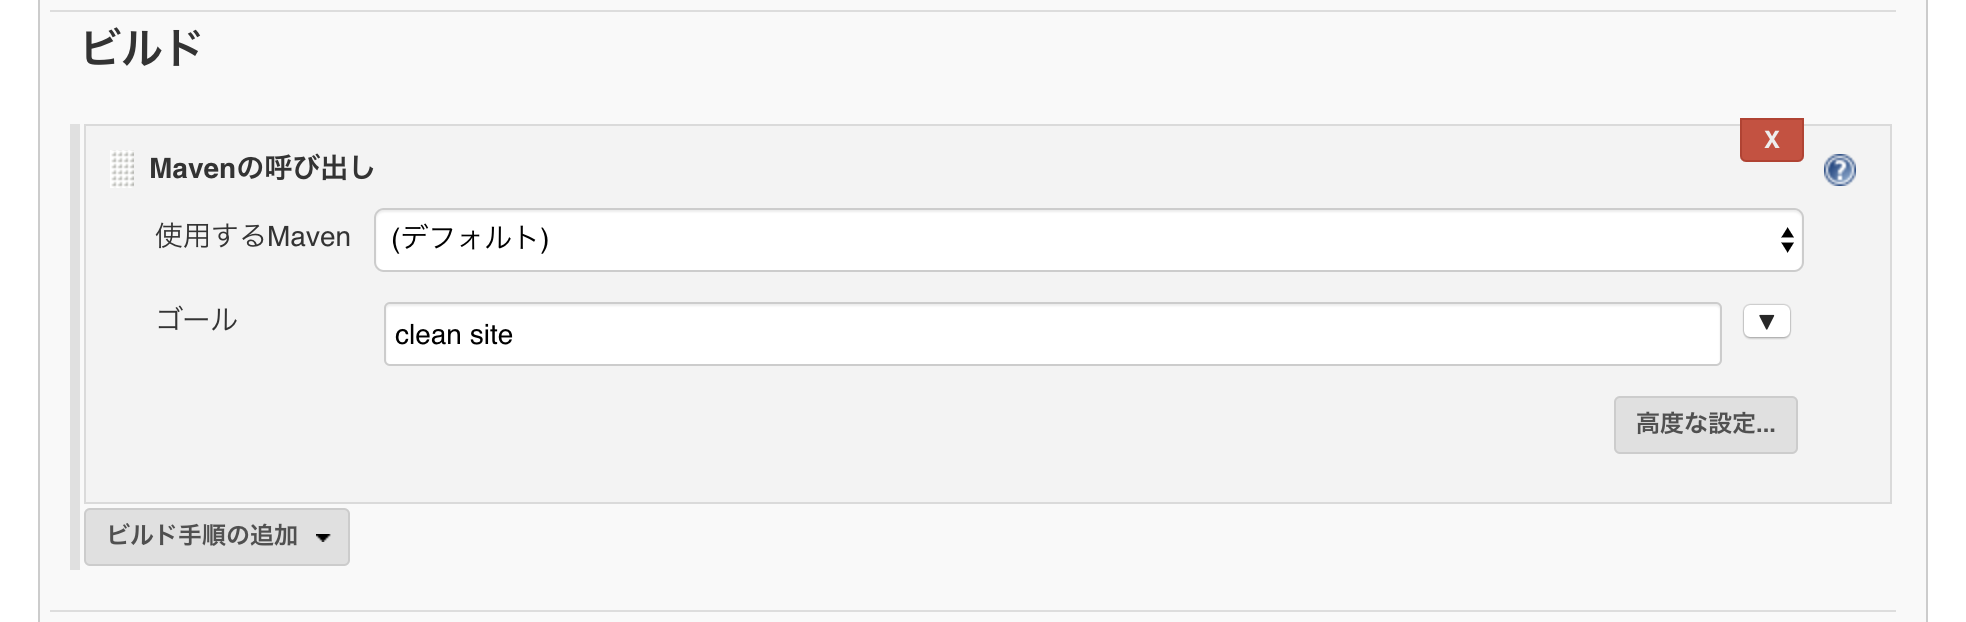 ビルド
X
Mavenの呼び出し
?
使用するMaven (デフォルト)
ゴール clean site
▼
高度な設定...
ビルド手順の追加